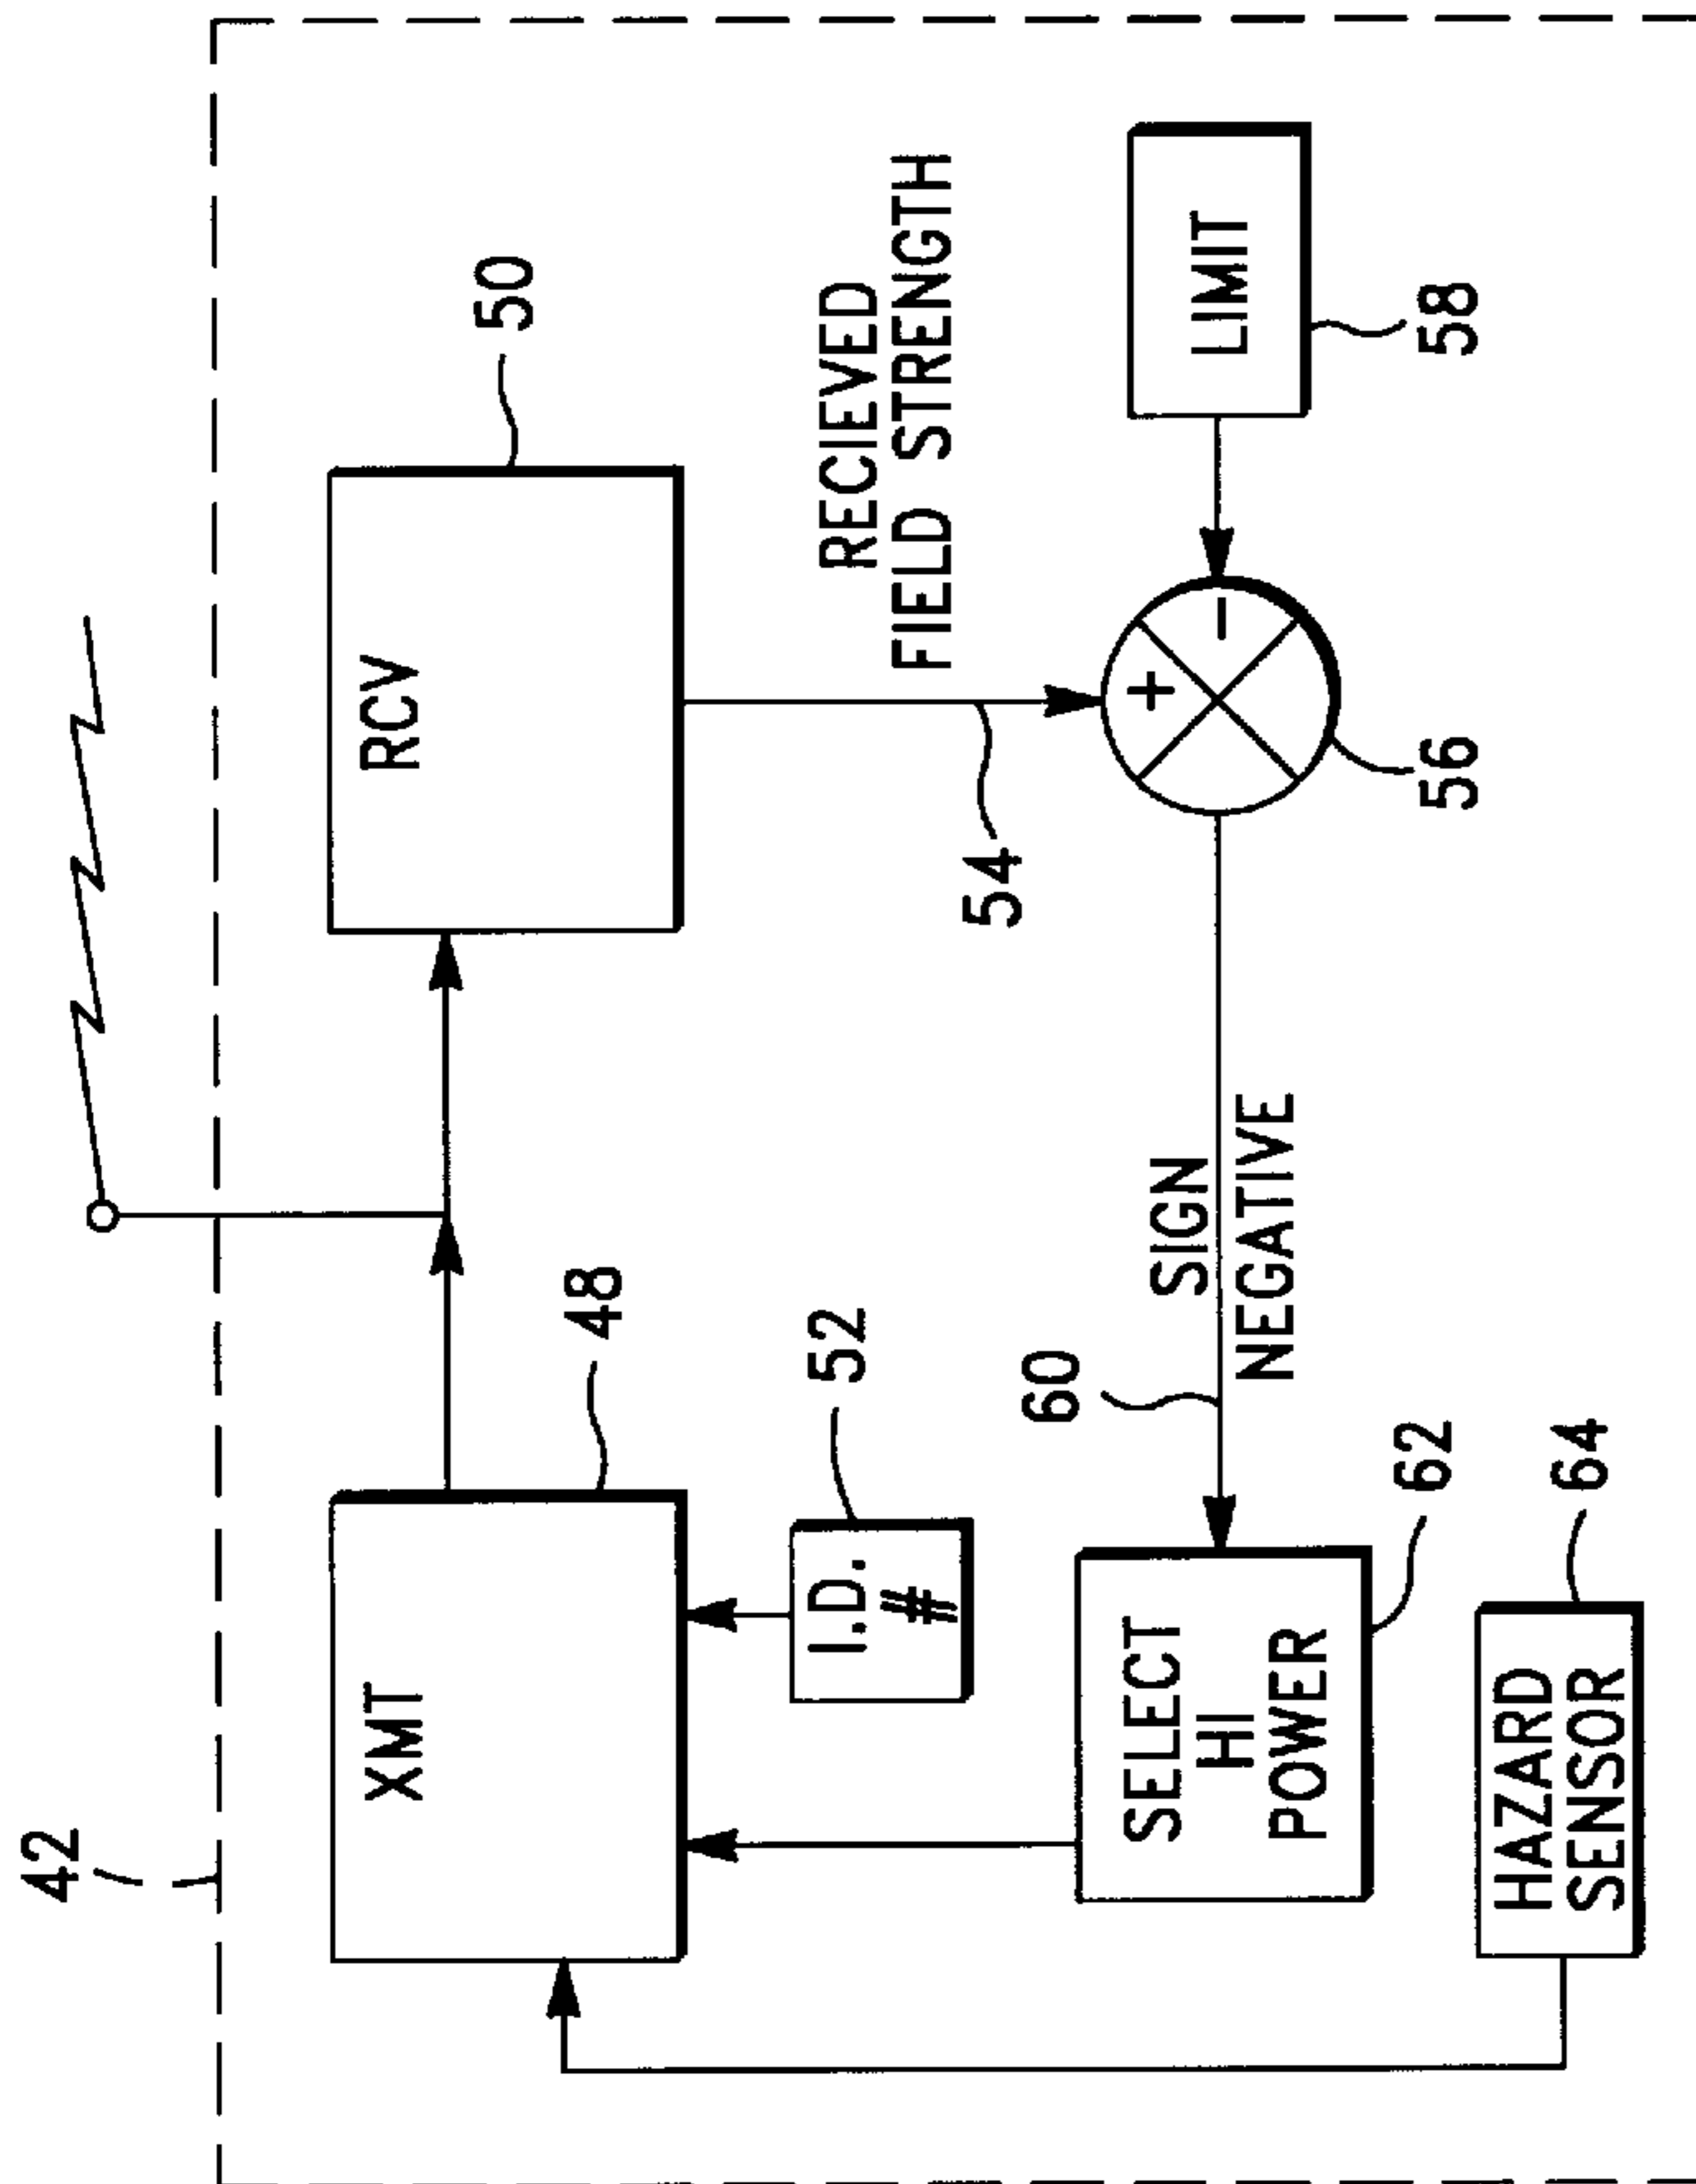 42
XMT
48
RCV
50
I.D.
#
52
RECIEVED
FIELD STRENGTH
54
60
SIGN
NEGATIVE
SELECT
HI
POWER
62
56
LIMIT
58
HAZARD
SENSOR
64
+
−